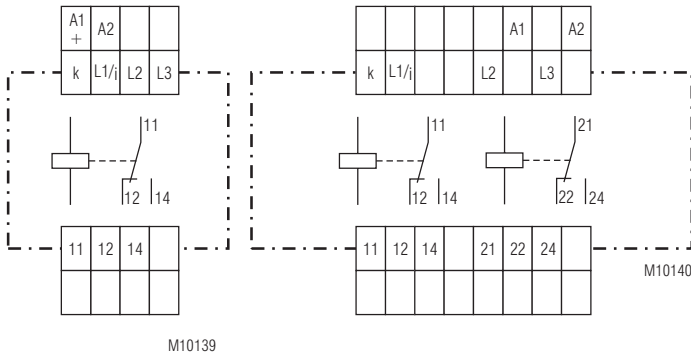 A1
+ A2 A1 A2
k L1/i L2 L3 k L1/i L2 L3
11 11 21
12 14 12 14 22 24
11 12 14 11 12 14 21 22 24
M10140
M10139